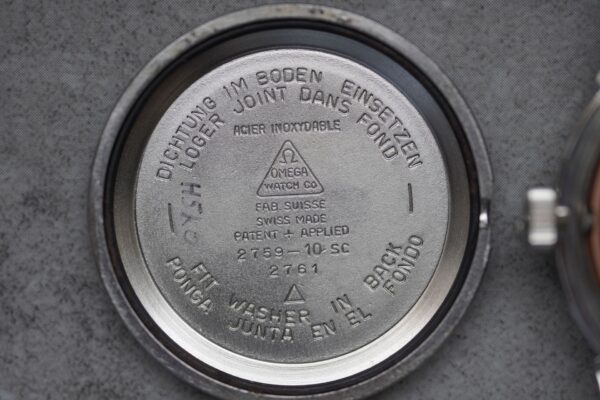 DICHTUNG IM BODEN EINSETZEN
LOGER JOINT DANS FOND
ACIER INOXYDABLE
Ω
OMEGA
WATCH CO
FAB. SUISSE
SWISS MADE
PATENT + APPLIED
2759-10 SC
2761
FIT WASHER IN BACK
PONGA JUNTA EN EL FONDO